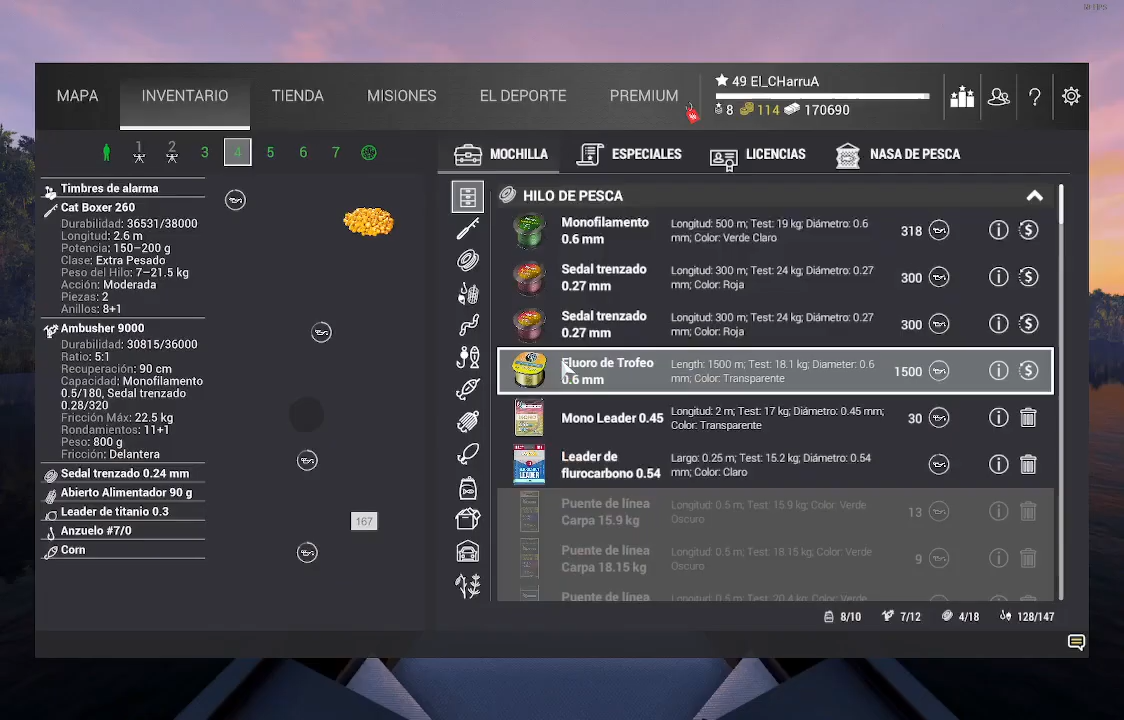 MAPA
INVENTARIO
TIENDA
MISIONES
EL DEPORTE
PREMIUM
49 El_CHarruA
8 114 170690
1 2 3 4 5 6 7
MOCHILLA
ESPECIALES
LICENCIAS
NASA DE PESCA
Timbres de alarma
Cat Boxer 260
Durabilidad: 36531/38000
Longitud: 2.6 m
Potencia: 150–200 g
Clase: Extra Pesado
Peso del Hilo: 7–21.5 kg
Acción: Moderada
Piezas: 2
Anillos: 8+1
Ambusher 9000
Durabilidad: 30815/36000
Ratio: 5:1
Recuperación: 90 cm
Capacidad: Monofilamento
0.5/180, Sedal trenzado
0.28/320
Fricción Máx: 22.5 kg
Rondamientos: 11+1
Peso: 800 g
Fricción: Delantera
Sedal trenzado 0.24 mm
Abierto Alimentador 90 g
Leader de titanio 0.3
Anzuelo #7/0
Corn
167
HILO DE PESCA
Monofilamento
0.6 mm
Longitud: 500 m; Test: 19 kg; Diámetro: 0.6
mm; Color: Verde Claro
318
Sedal trenzado
0.27 mm
Longitud: 300 m; Test: 24 kg; Diámetro: 0.27
mm; Color: Roja
300
Sedal trenzado
0.27 mm
Longitud: 300 m; Test: 24 kg; Diámetro: 0.27
mm; Color: Roja
300
Fluoro de Trofeo
0.6 mm
Length: 1500 m; Test: 18.1 kg; Diameter: 0.6
mm; Color: Transparente
1500
Mono Leader 0.45
Longitud: 2 m; Test: 17 kg; Diámetro: 0.45 mm;
Color: Transparente
30
Leader de
flurocarbono 0.54
Largo: 0.25 m; Test: 15.2 kg; Diámetro: 0.54
mm; Color: Claro
Puente de línea
Carpa 15.9 kg
Longitud: 0.5 m; Test: 15.9 kg; Color: Verde
Oscuro
13
Puente de línea
Carpa 18.15 kg
Longitud: 0.5 m; Test: 18.15 kg; Color: Verde
Oscuro
9
Puente de línea
Longitud: 0.5 m; Test: 20.4 kg; Color: Verde
8/10 7/12 4/18 128/147